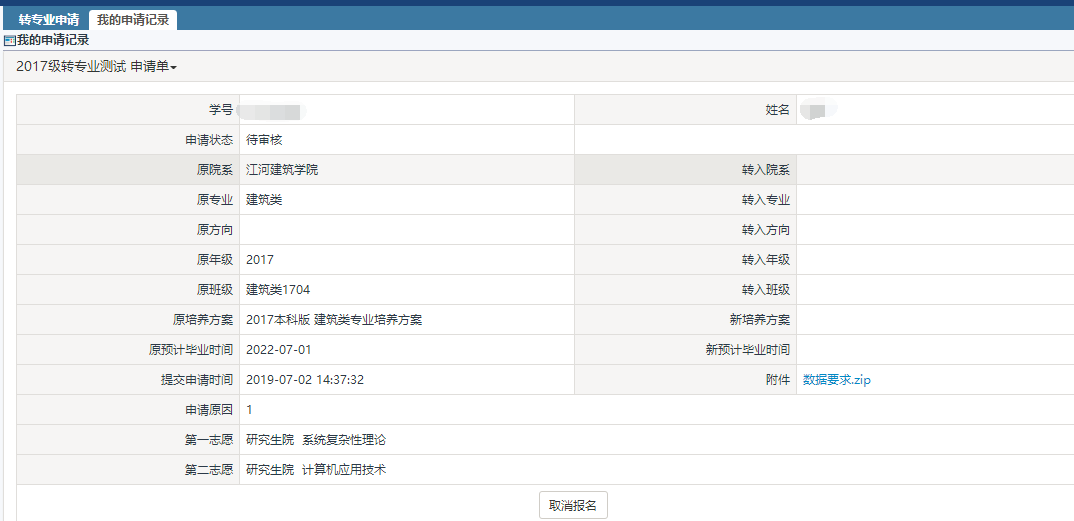 转专业申请 我的申请记录
我的申请记录
2017级转专业测试 申请单
学号 姓名
申请状态 待审核
原院系 江河建筑学院 转入院系
原专业 建筑类 转入专业
原方向 转入方向
原年级 2017 转入年级
原班级 建筑类1704 转入班级
原培养方案 2017本科版 建筑类专业培养方案 新培养方案
原预计毕业时间 2022-07-01 新预计毕业时间
提交申请时间 2019-07-02 14:37:32 附件 数据要求.zip
申请原因 1
第一志愿 研究生院 系统复杂性理论
第二志愿 研究生院 计算机应用技术
取消报名